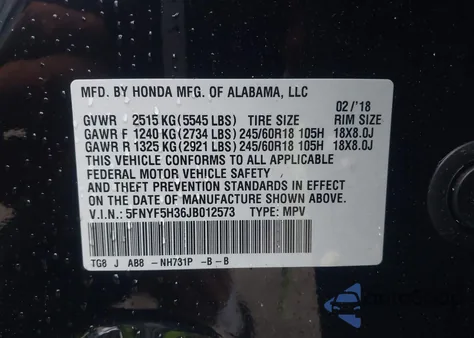 MFD. BY HONDA MFG. OF ALABAMA, LLC
02/'18
GVWR 2515 KG (5545 LBS) TIRE SIZE RIM SIZE
GAWR F 1240 KG (2734 LBS) 245/60R18 105H 18X8.0J
GAWR R 1325 KG (2921 LBS) 245/60R18 105H 18X8.0J
THIS VEHICLE CONFORMS TO ALL APPLICABLE
FEDERAL MOTOR VEHICLE SAFETY
AND THEFT PREVENTION STANDARDS IN EFFECT
ON THE DATE OF MANUFACTURE SHOWN ABOVE.
V.I.N.: 5FNYF5H36JB012573 TYPE: MPV
TG8 J AB8 -NH731P -B-B